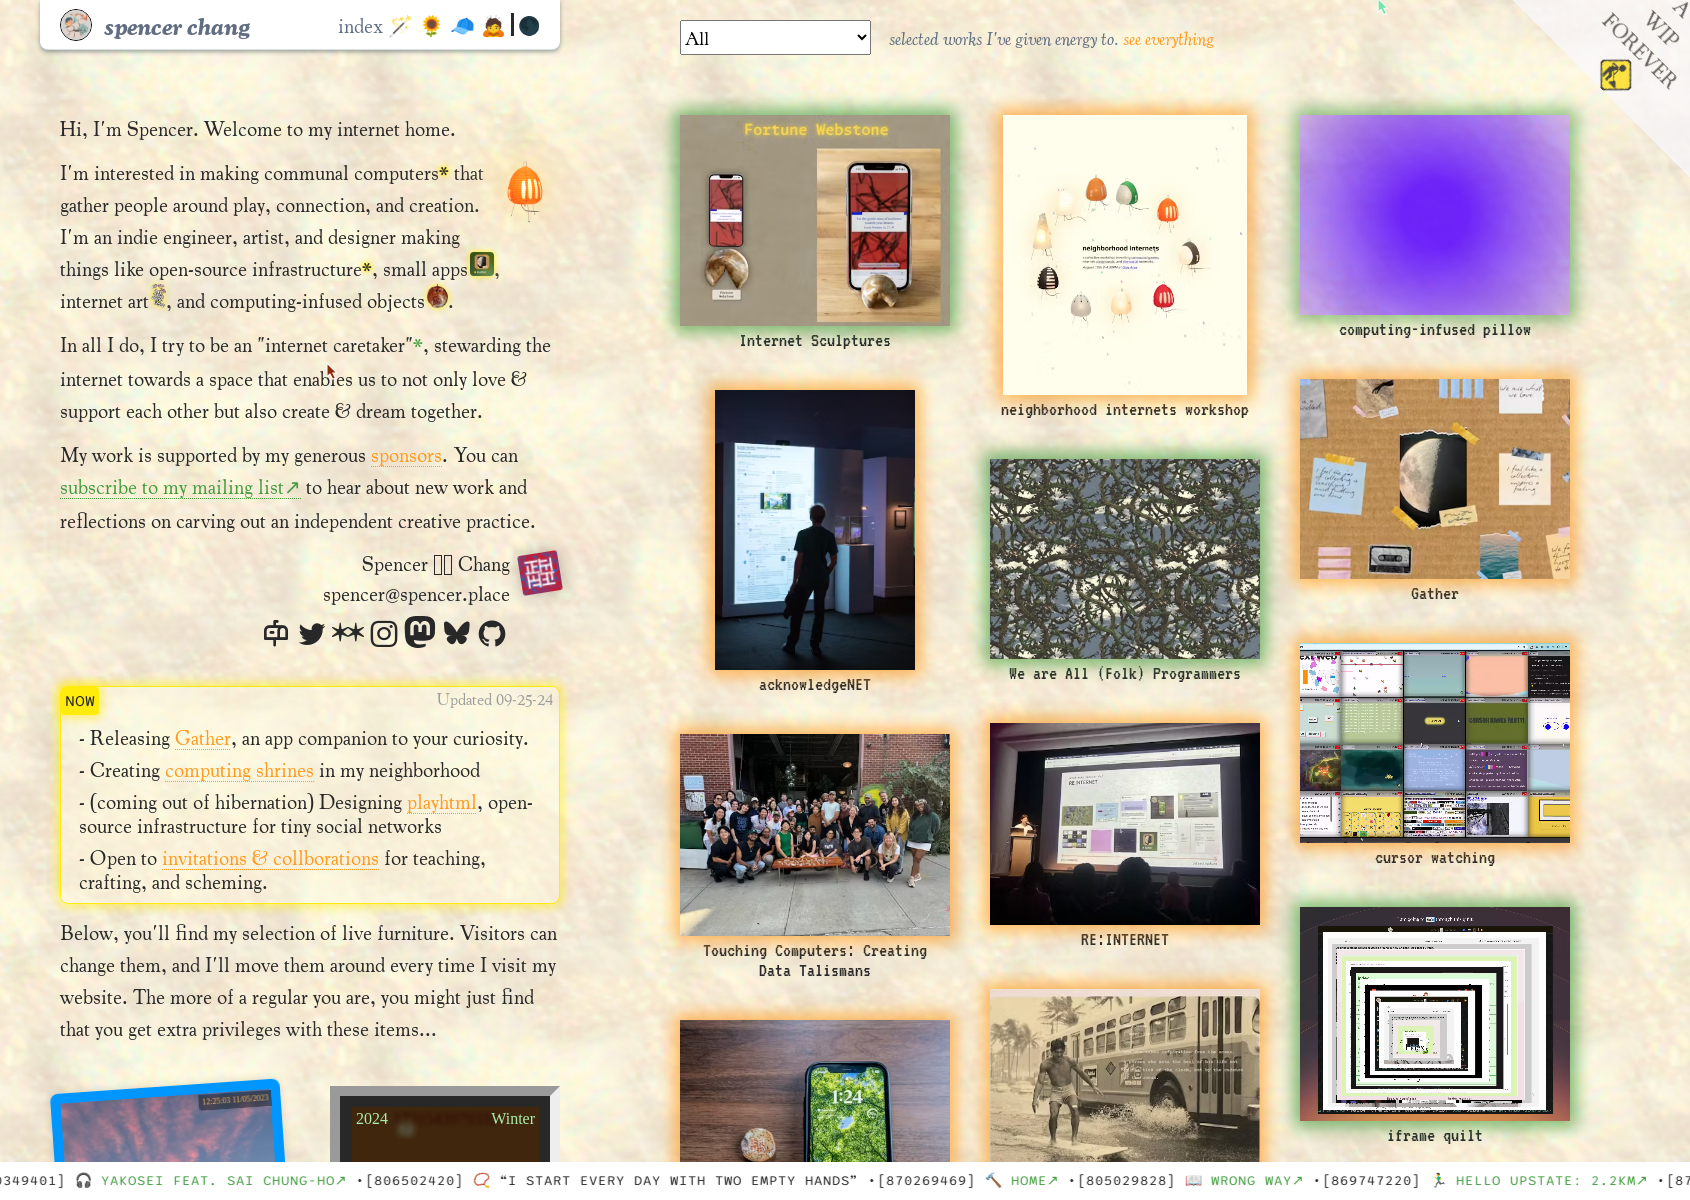 spencer chang
index
All
selected works I've given energy to. see everything
A
WIP
FOREVER
Hi, I'm Spencer. Welcome to my internet home.
I'm interested in making communal computers* that
gather people around play, connection, and creation.
I'm an indie engineer, artist, and designer making
things like open-source infrastructure*, small apps,
internet art, and computing-infused objects.
In all I do, I try to be an "internet caretaker"*, stewarding the
internet towards a space that enables us to not only love &
support each other but also create & dream together.
My work is supported by my generous sponsors. You can
subscribe to my mailing list↗ to hear about new work and
reflections on carving out an independent creative practice.
Spencer Chang
spencer@spencer.place
NOW
Updated 09-25-24
- Releasing Gather, an app companion to your curiosity.
- Creating computing shrines in my neighborhood
- (coming out of hibernation) Designing playhtml, open-
source infrastructure for tiny social networks
- Open to invitations & collborations for teaching,
crafting, and scheming.
Below, you'll find my selection of live furniture. Visitors can
change them, and I'll move them around every time I visit my
website. The more of a regular you are, you might just find
that you get extra privileges with these items...
12:25:03 11/05/2023
2024
Winter
Fortune Webstone
Internet Sculptures
neighborhood internets
neighborhood internets workshop
computing-infused pillow
acknowledgeNET
We are All (Folk) Programmers
Gather
Touching Computers: Creating
Data Talismans
RE:INTERNET
RE:INTERNET
cursor watching
1:24
iframe quilt
0349401] YAKOSEI FEAT. SAI CHUNG-HO↗ •[806502420] “I START EVERY DAY WITH TWO EMPTY HANDS” •[870269469] HOME↗ •[805029828] WRONG WAY↗ •[869747220] HELLO UPSTATE: 2.2KM↗ •[87